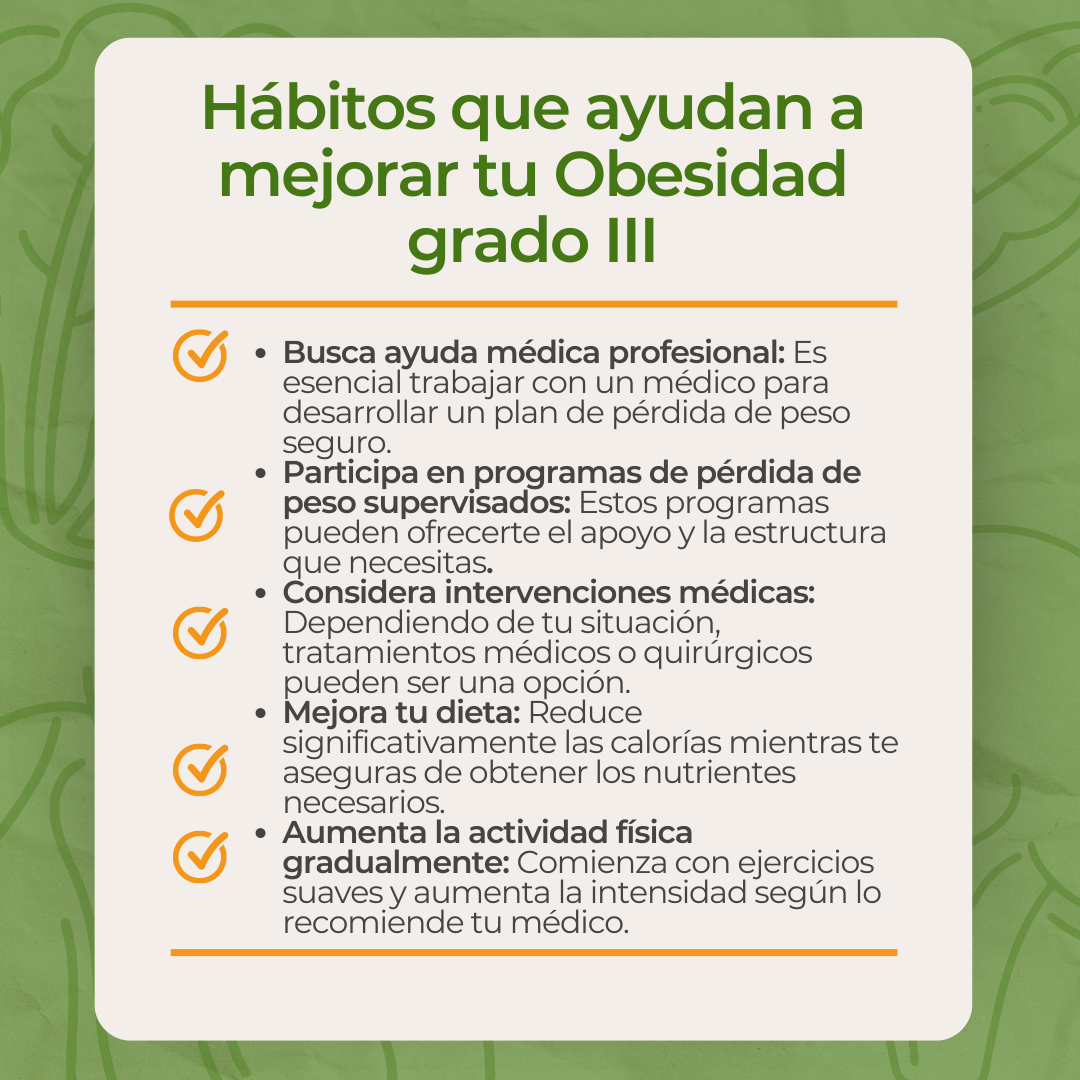 Hábitos que ayudan a
mejorar tu Obesidad
grado III
• Busca ayuda médica profesional: Es
esencial trabajar con un médico para
desarrollar un plan de pérdida de peso
seguro.
• Participa en programas de pérdida de
peso supervisados: Estos programas
pueden ofrecerte el apoyo y la estructura
que necesitas.
• Considera intervenciones médicas:
Dependiendo de tu situación,
tratamientos médicos o quirúrgicos
pueden ser una opción.
• Mejora tu dieta: Reduce
significativamente las calorías mientras te
aseguras de obtener los nutrientes
necesarios.
• Aumenta la actividad física
gradualmente: Comienza con ejercicios
suaves y aumenta la intensidad según lo
recomiende tu médico.